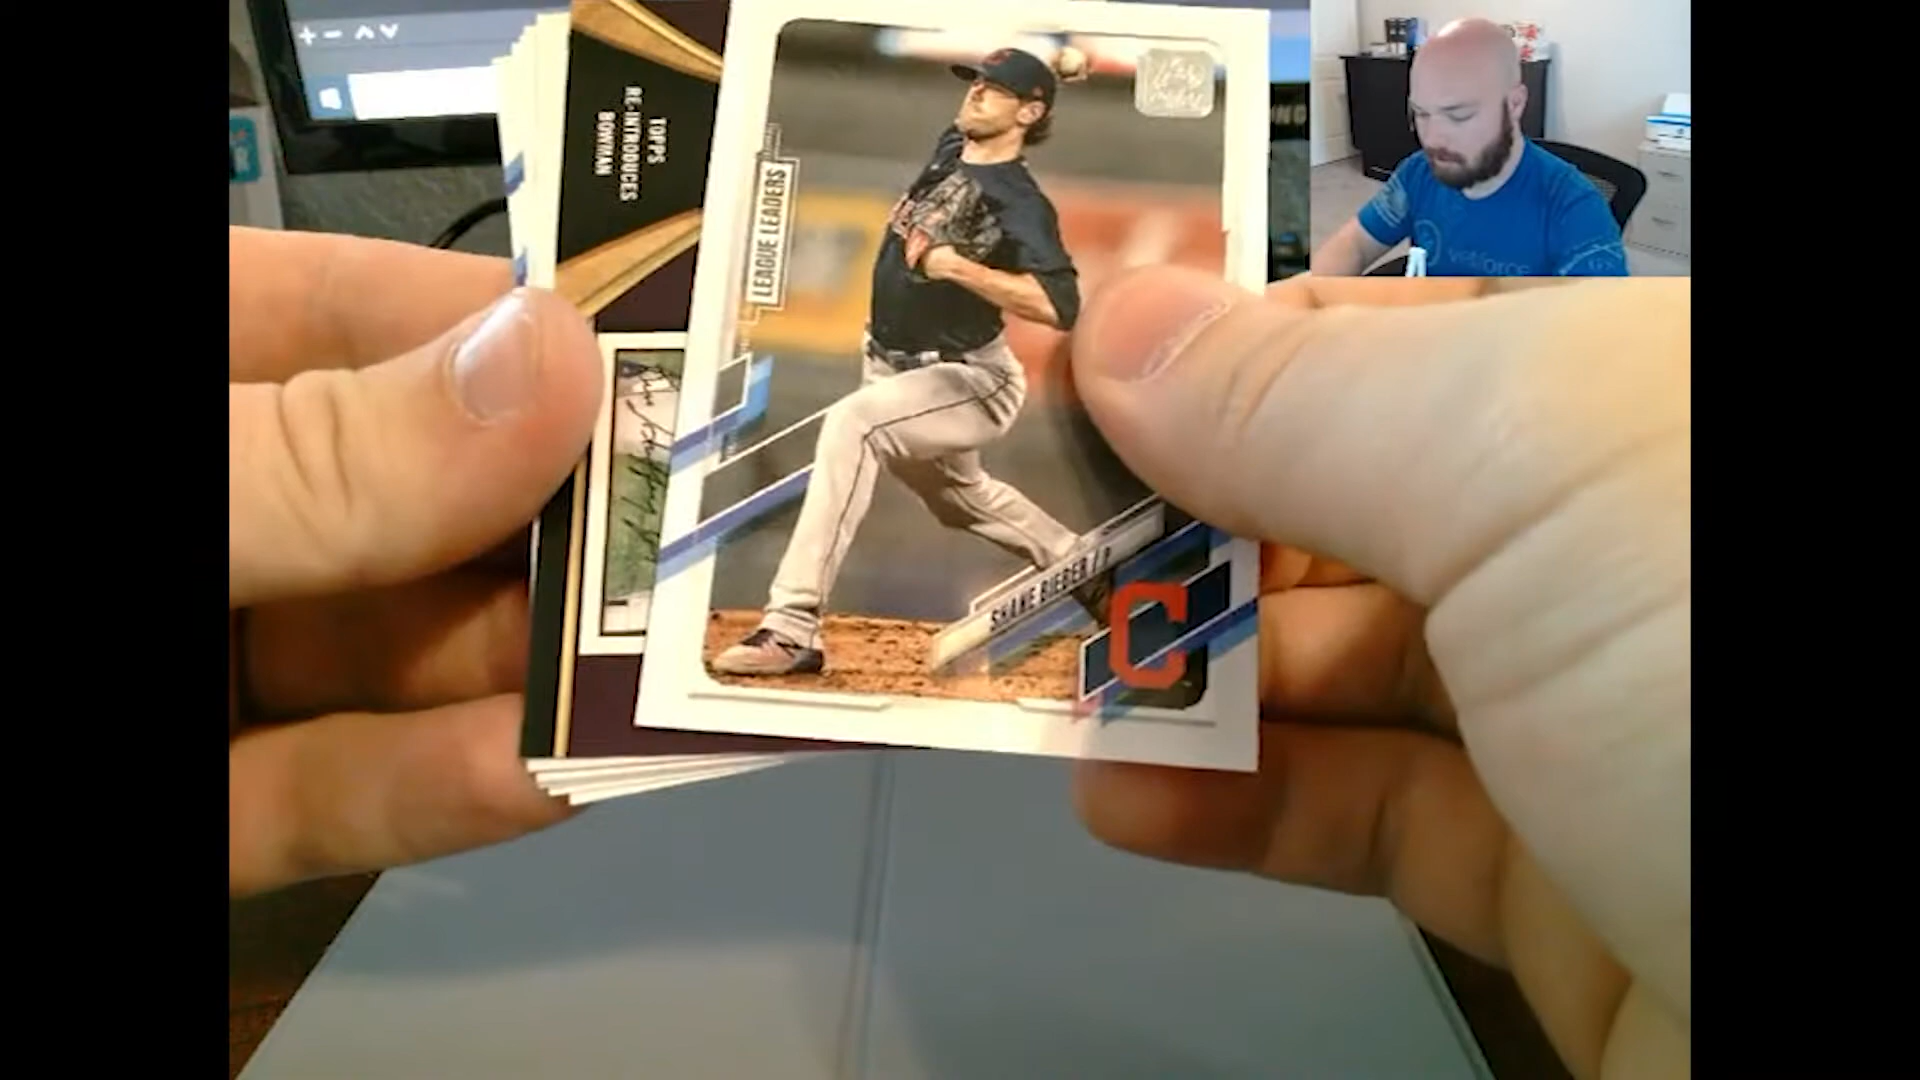 TOPPS
RE-INTRODUCES
BOWMAN
LEAGUE LEADERS
SHANE BIEBER / P
C